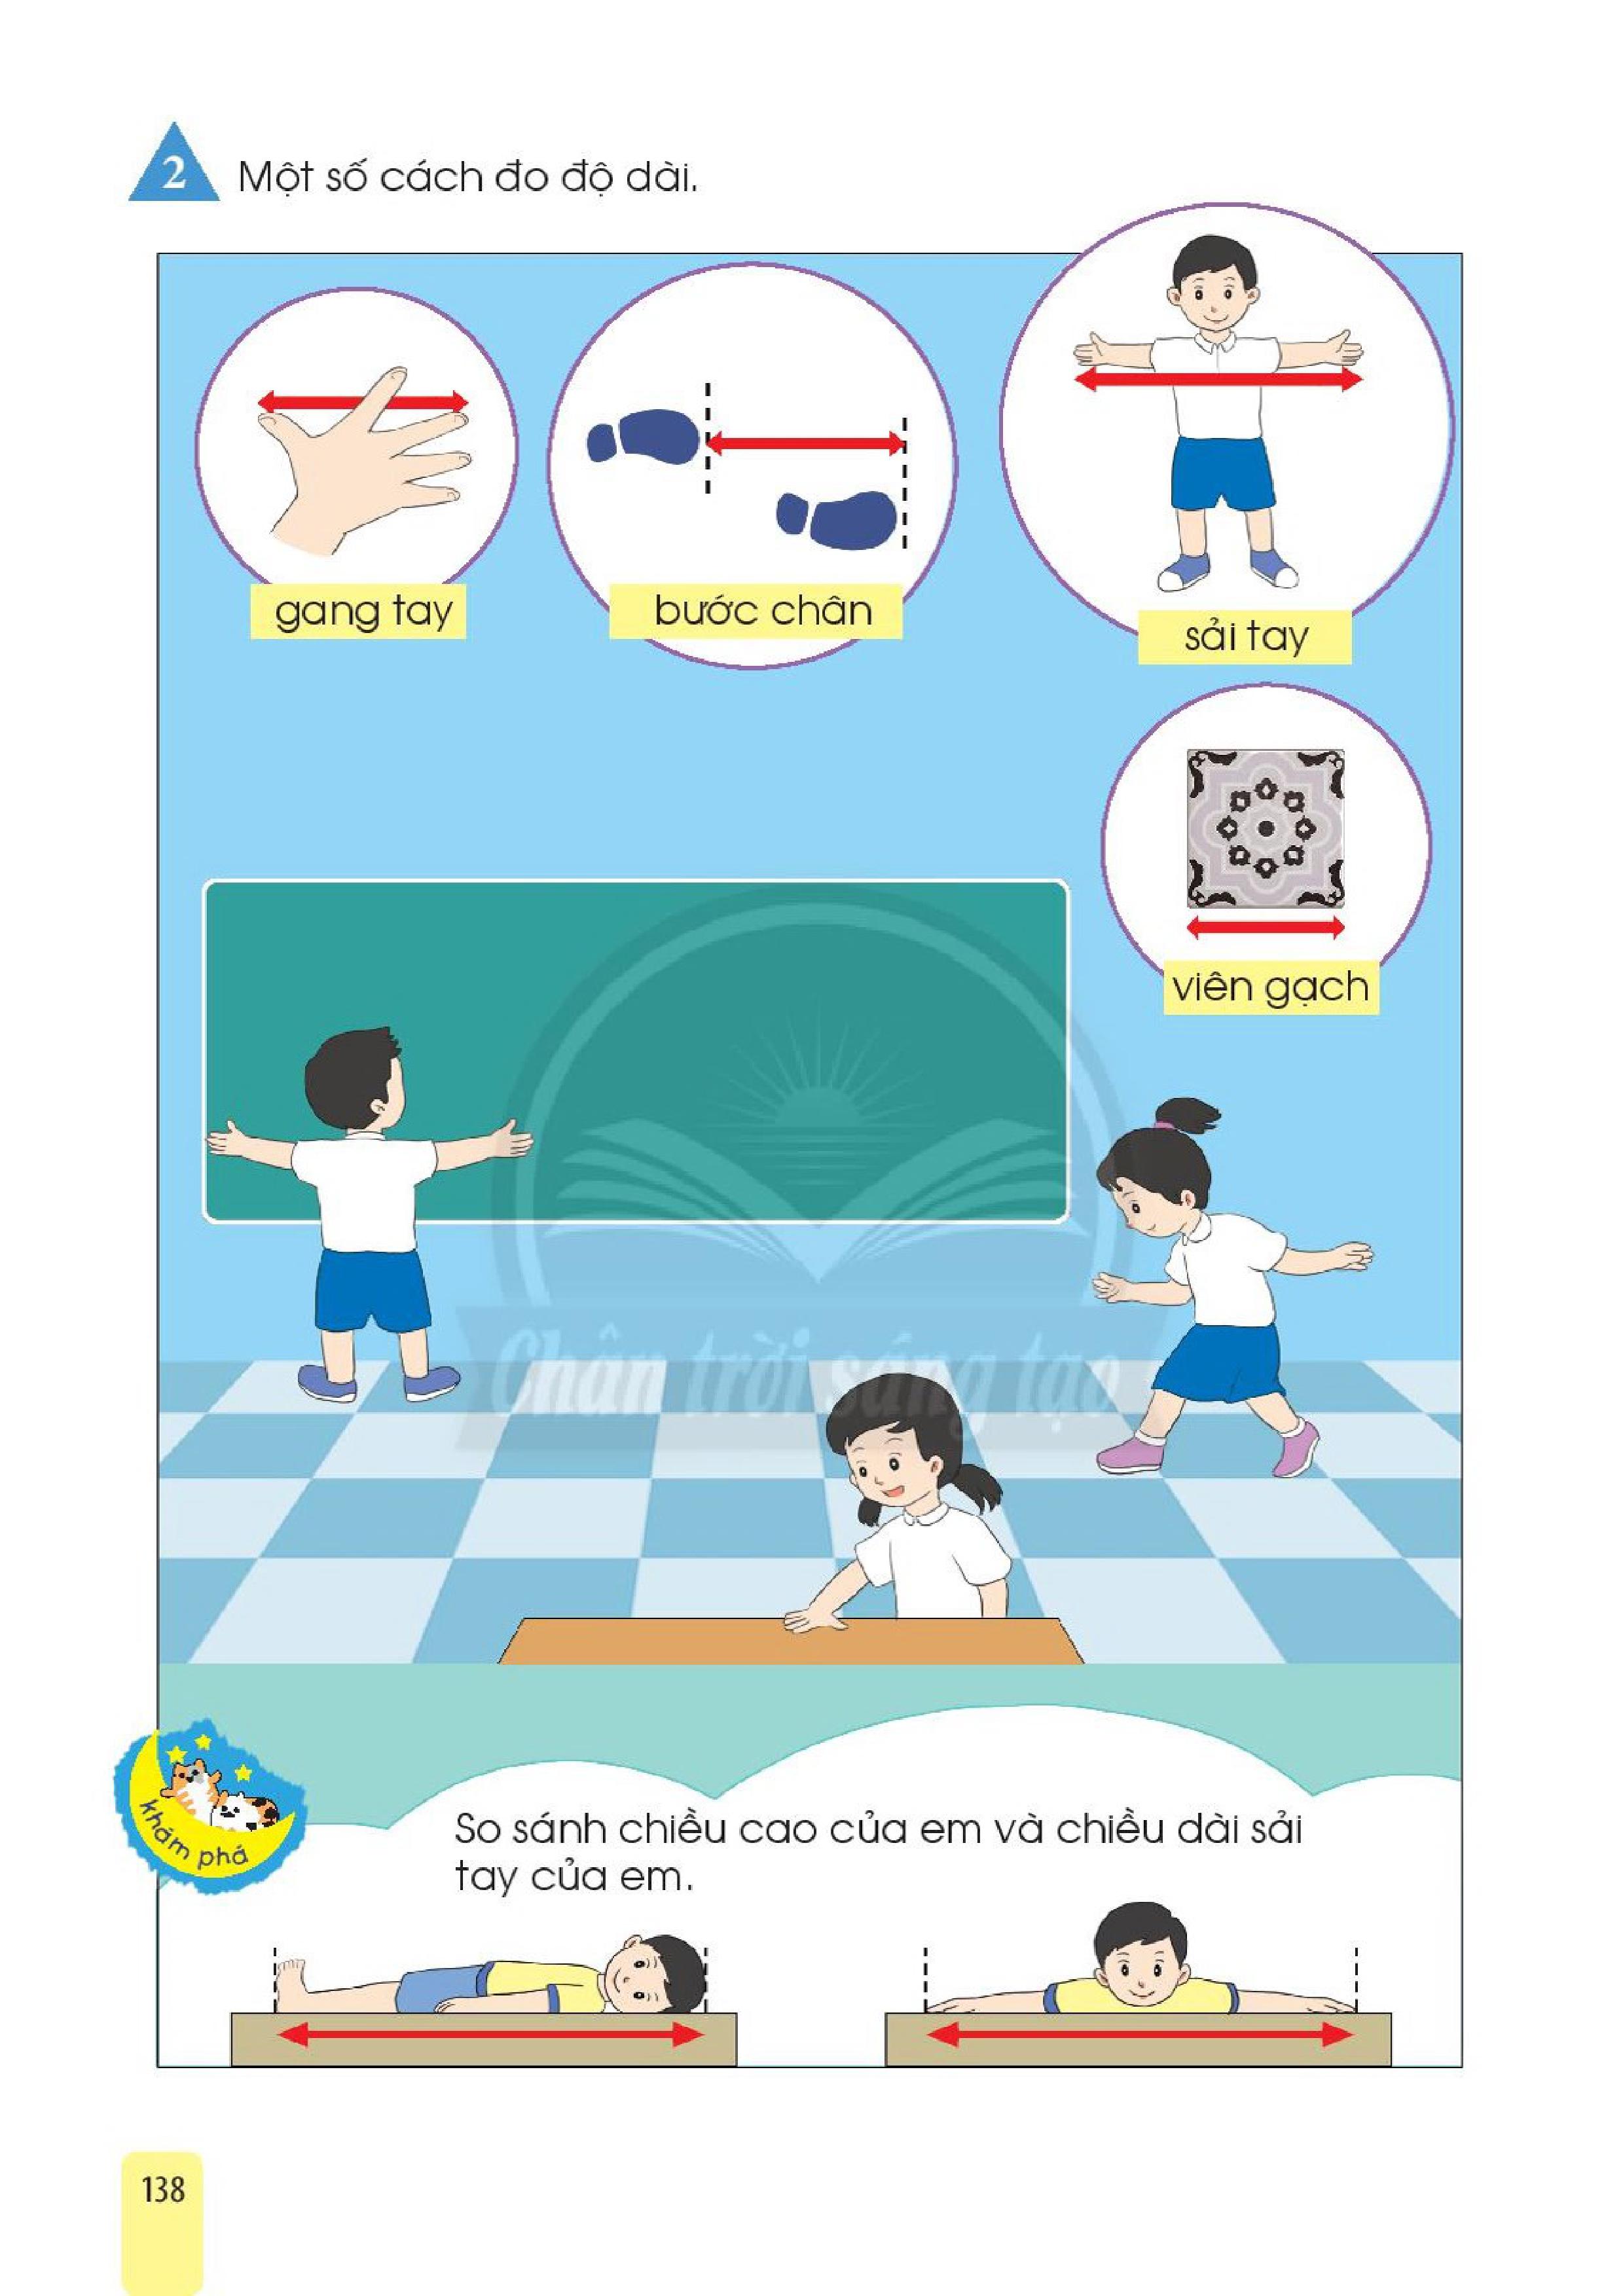 2 Một số cách đo độ dài.
gang tay
bước chân
sải tay
viên gạch
Chân trời sáng tạo
khám phá
So sánh chiều cao của em và chiều dài sải
tay của em.
138